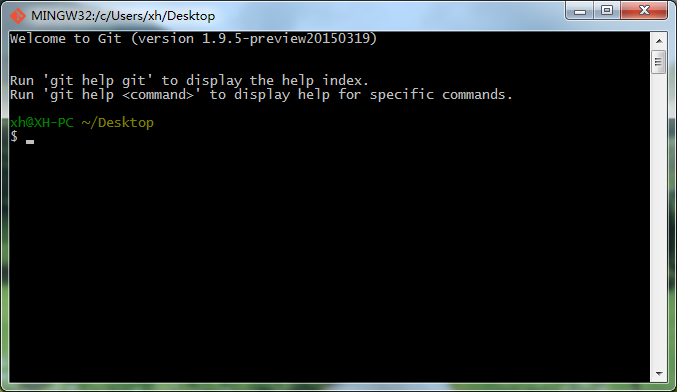 MINGW32:/c/Users/xh/Desktop
Welcome to Git (version 1.9.5-preview20150319)
Run 'git help git' to display the help index.
Run 'git help <command>' to display help for specific commands.
xh@XH-PC ~/Desktop
$